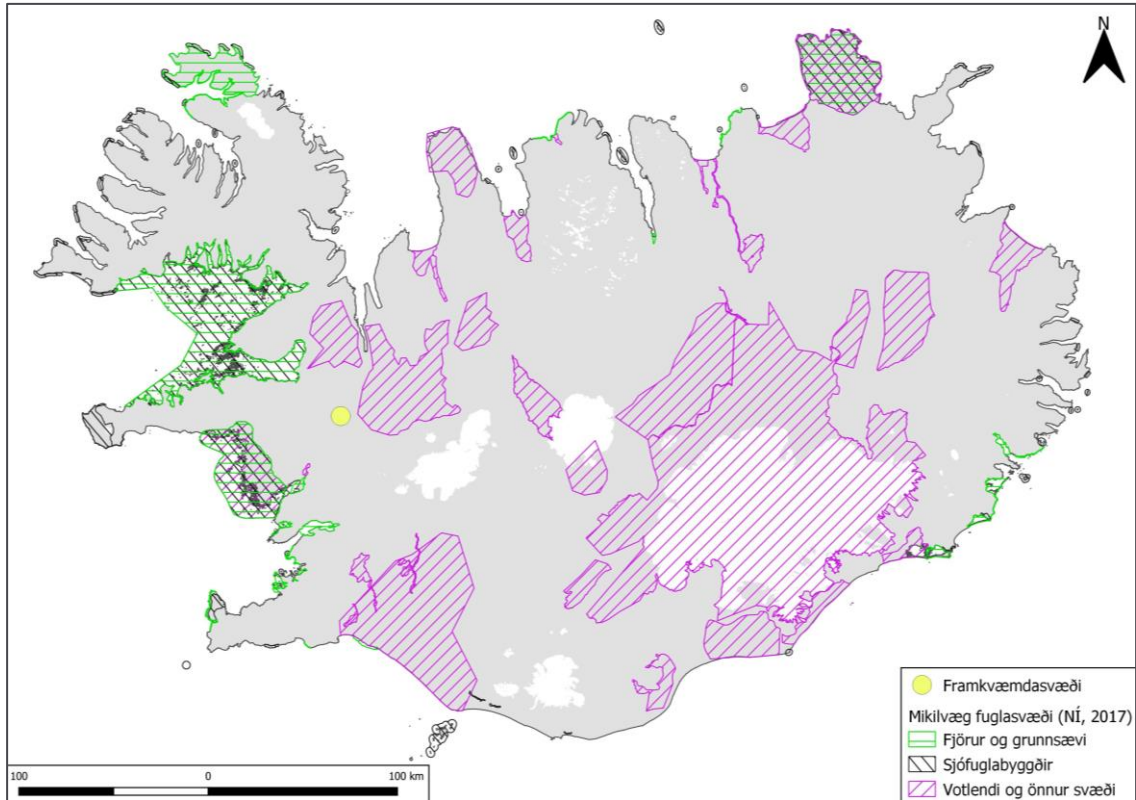 N
Framkvæmdasvæði
Mikilvæg fuglasvæði (NÍ, 2017)
Fjörur og grunnsævi
Sjófuglabyggðir
Votlendi og önnur svæði
100 0 100 km